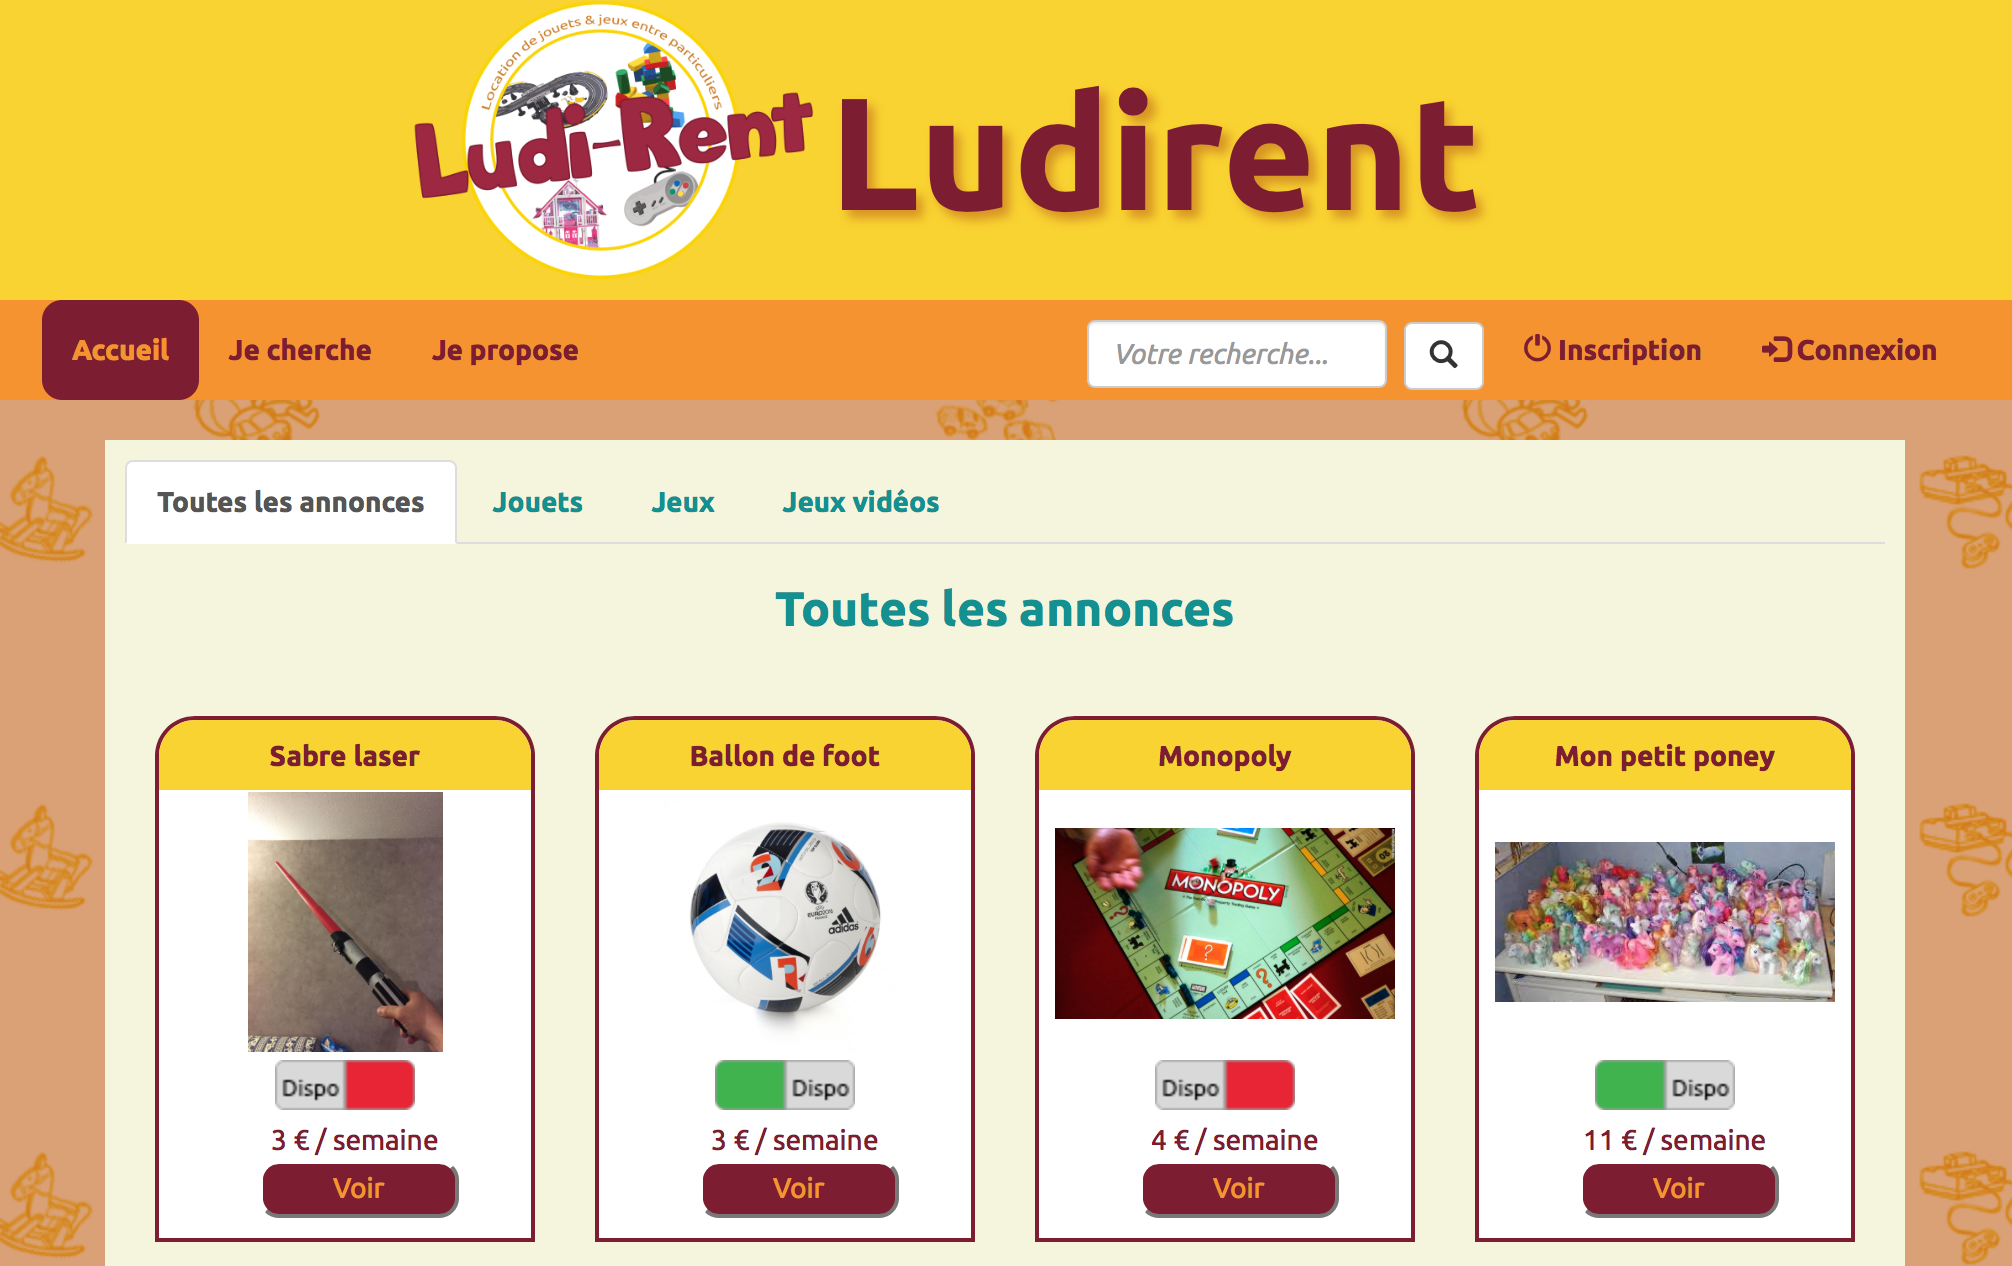 Location de jouets & jeux entre particuliers
Ludi-Rent
Ludirent
Accueil
Je cherche
Je propose
Votre recherche...
Inscription
Connexion
Toutes les annonces
Jouets
Jeux
Jeux vidéos
Toutes les annonces
Sabre laser
Ballon de foot
Monopoly
Mon petit poney
EURO2016
adidas
MONOPOLY
Dispo
Dispo
Dispo
Dispo
3 € / semaine
3 € / semaine
4 € / semaine
11 € / semaine
Voir
Voir
Voir
Voir